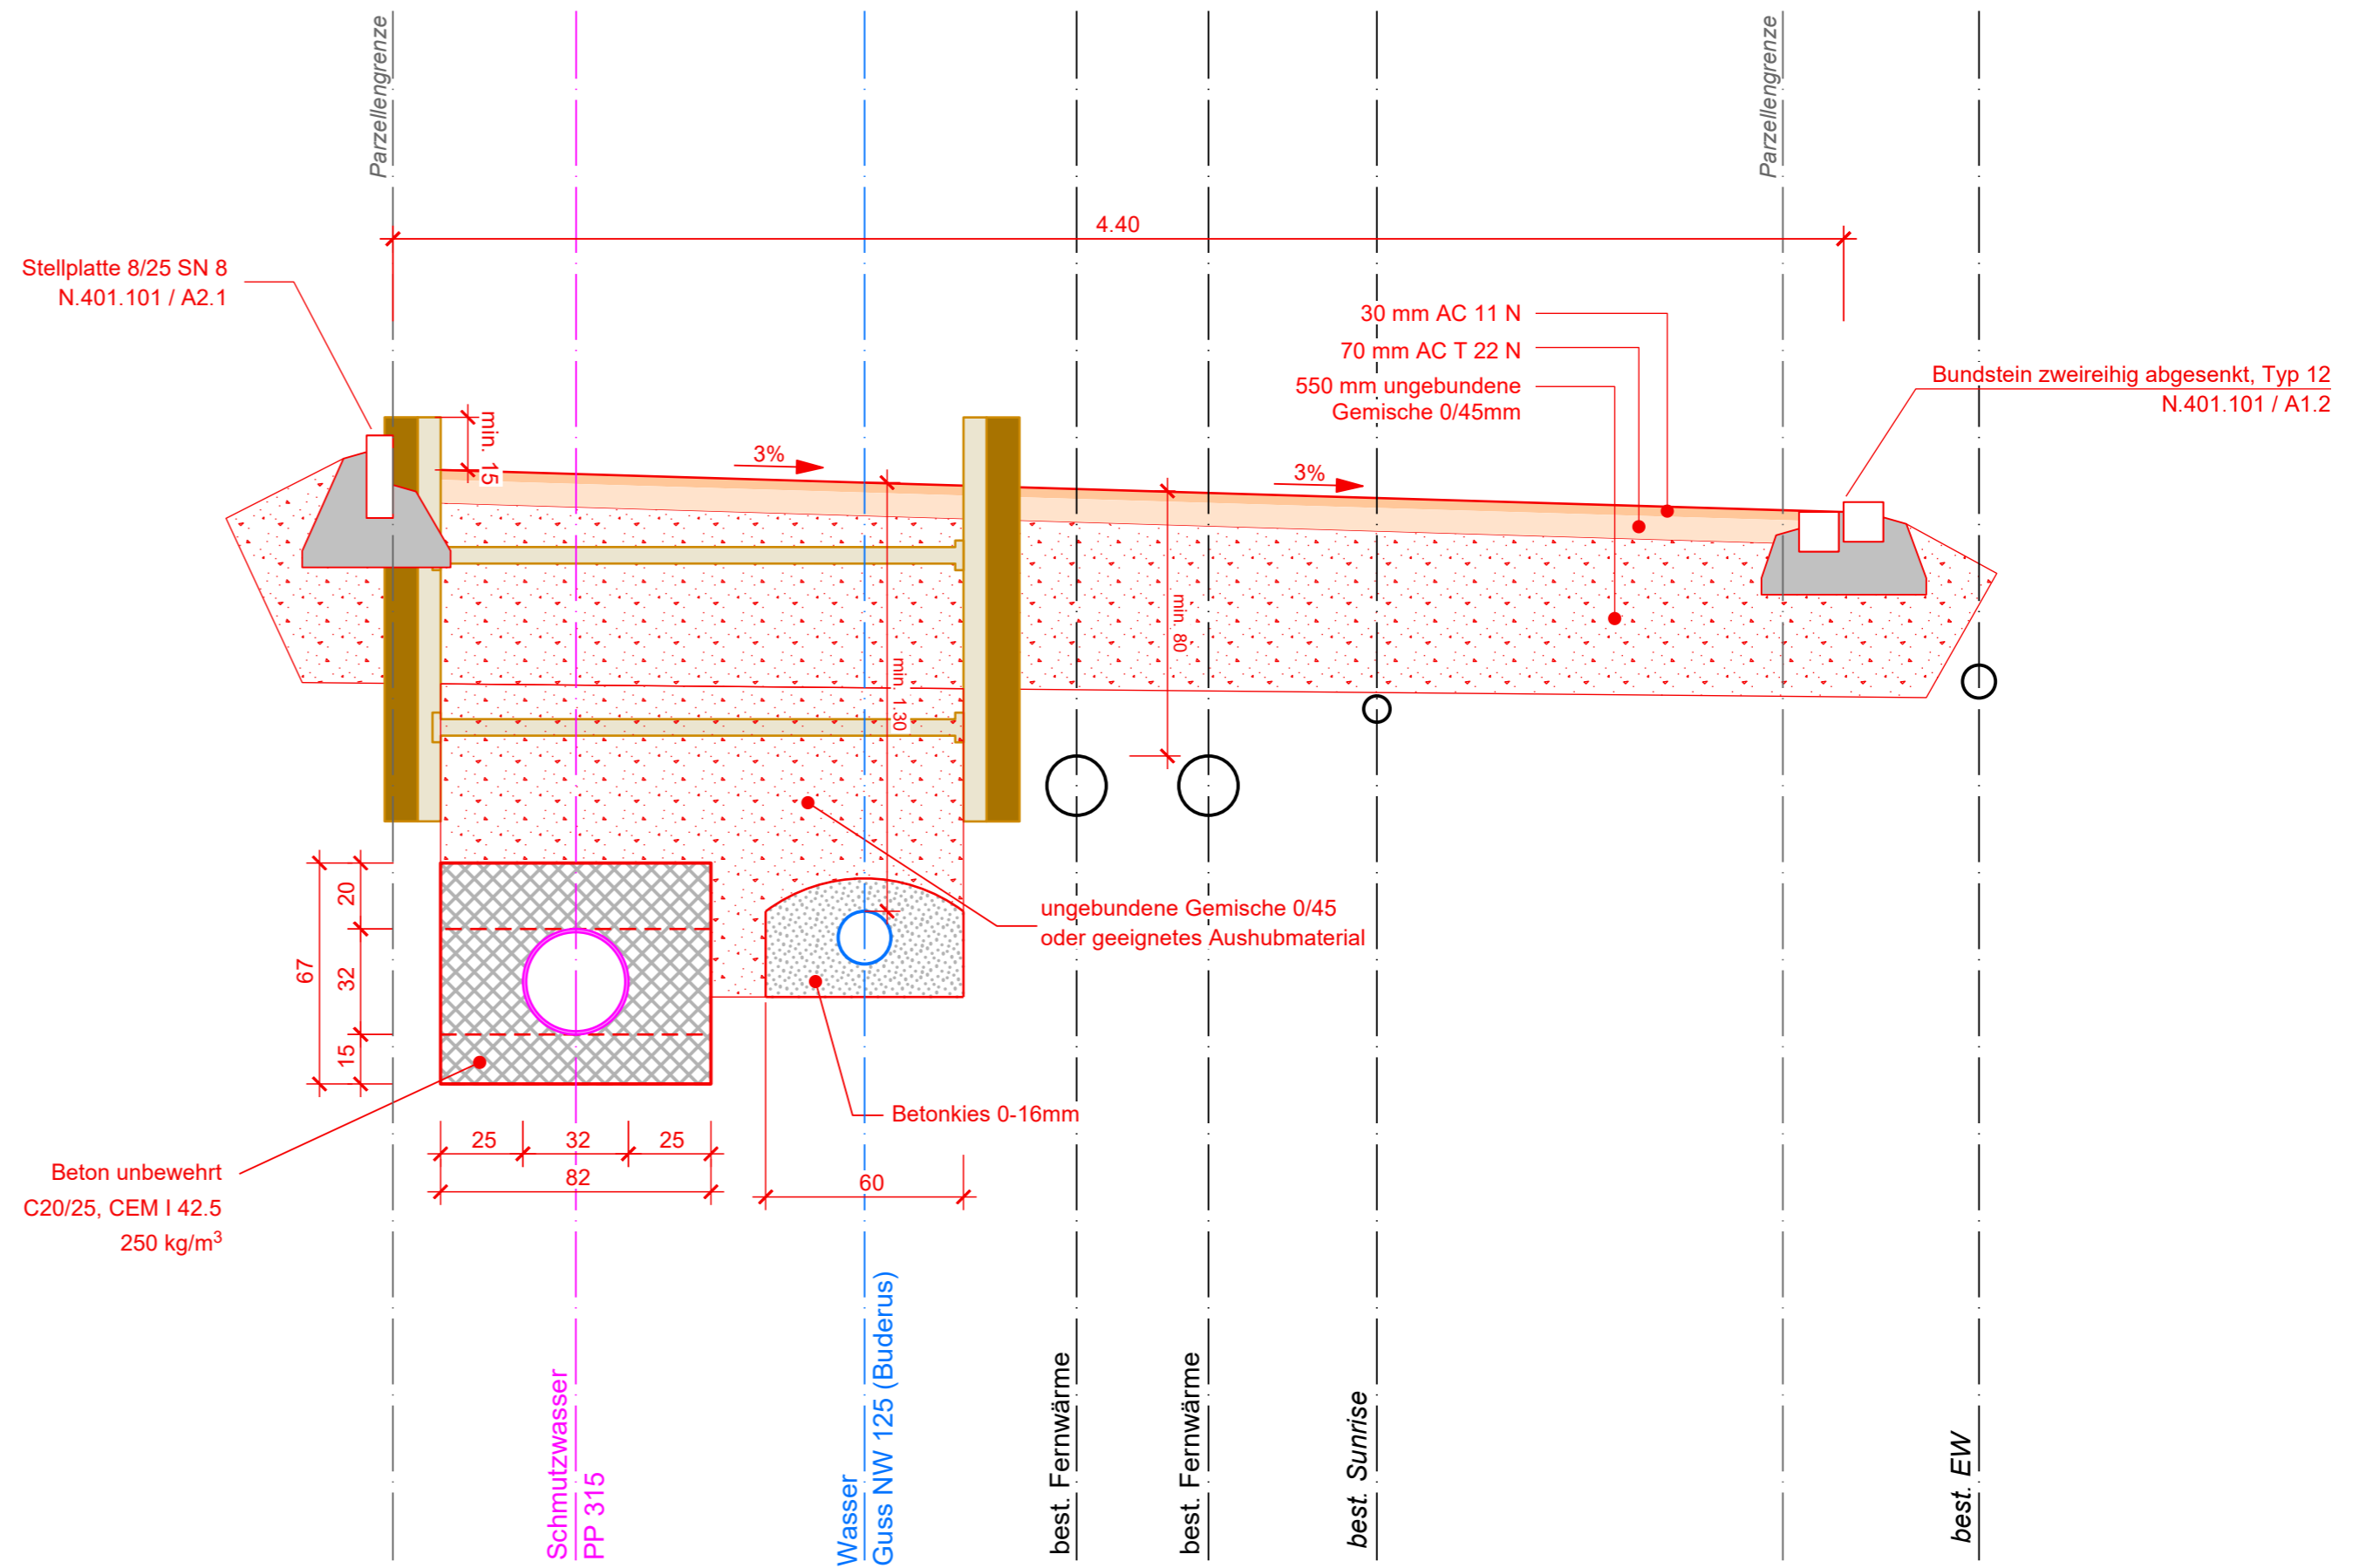 Parzellengrenze
Parzellengrenze
4.40
Stellplatte 8/25 SN 8
N.401.101 / A2.1
30 mm AC 11 N
70 mm AC T 22 N
550 mm ungebundene
Gemische 0/45mm
Bundstein zweireihig abgesenkt, Typ 12
N.401.101 / A1.2
min. 15
3%
3%
min. 80
min 1.30
20
67
32
15
ungebundene Gemische 0/45
oder geeignetes Aushubmaterial
Betonkies 0-16mm
25
32
25
82
60
Beton unbewehrt
C20/25, CEM I 42.5
250 kg/m³
Schmutzwasser
PP 315
Wasser
Guss NW 125 (Buderus)
best. Fernwärme
best. Fernwärme
best. Sunrise
best. EW